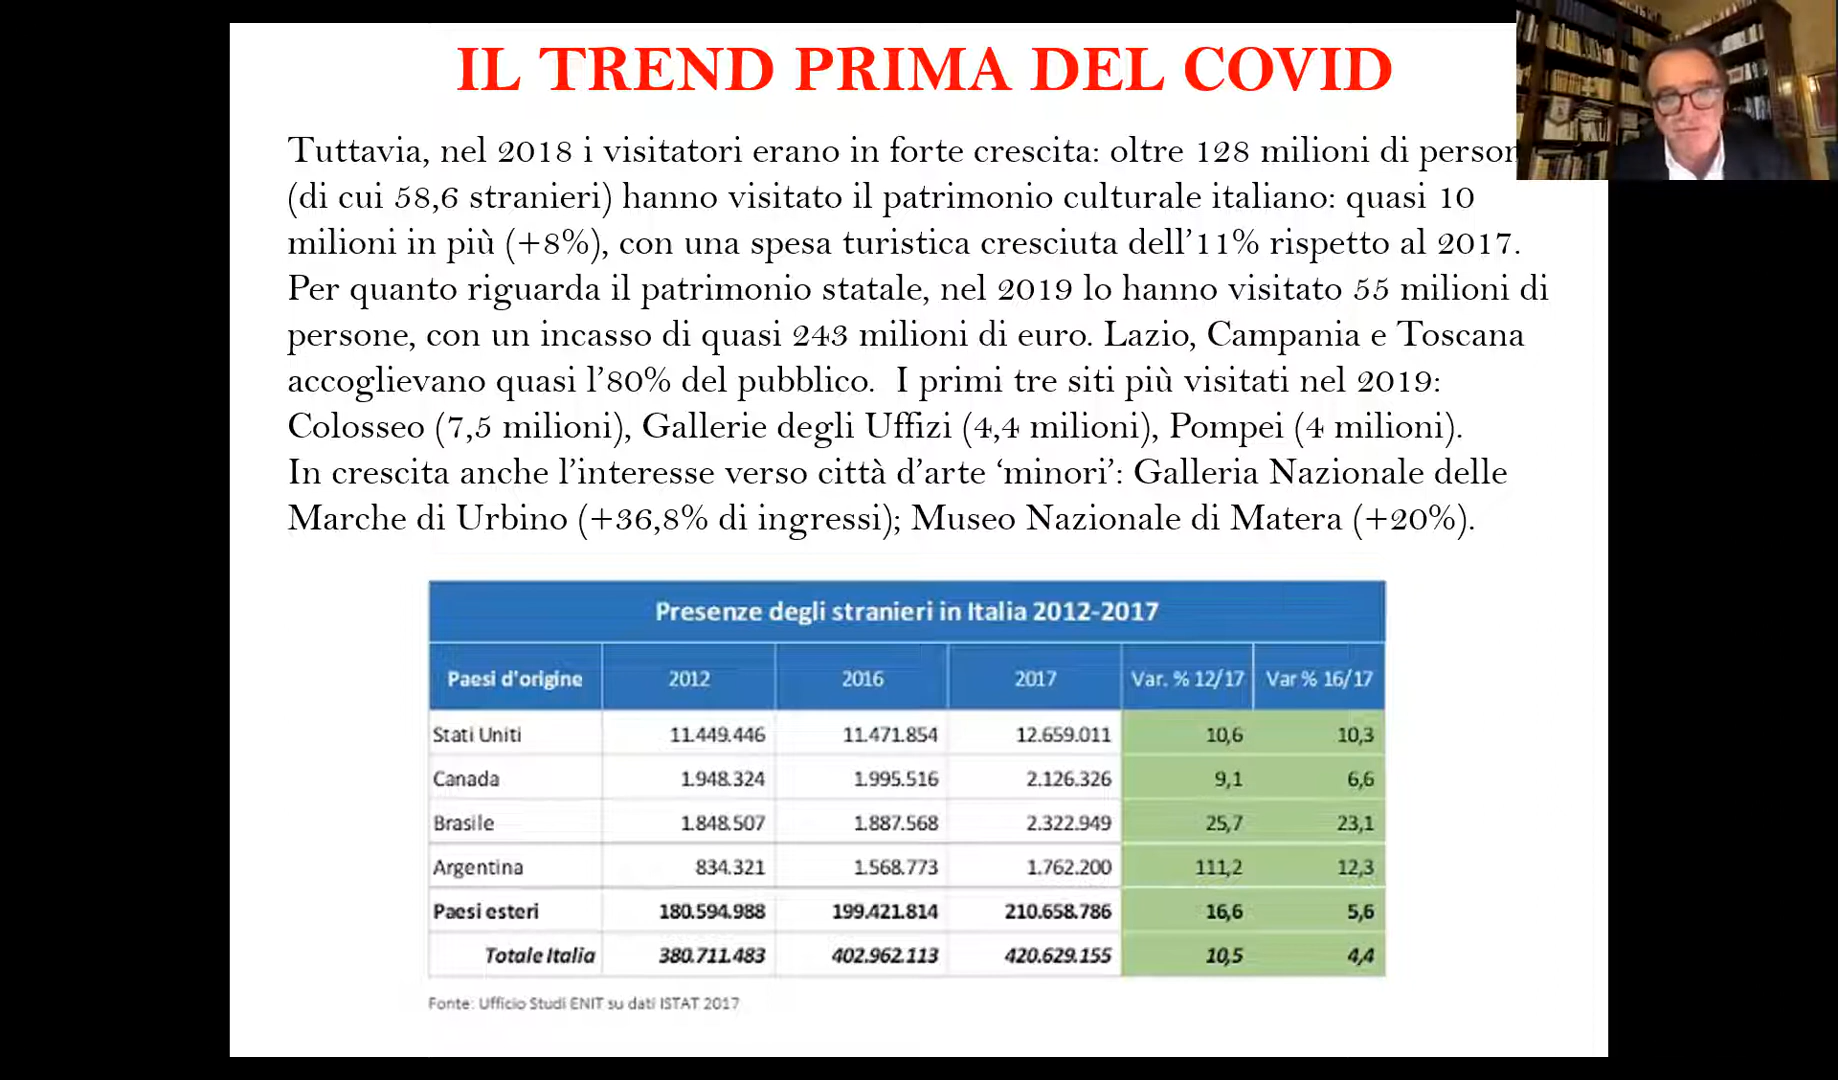 IL TREND PRIMA DEL COVID
Tuttavia, nel 2018 i visitatori erano in forte crescita: oltre 128 milioni di person
(di cui 58,6 stranieri) hanno visitato il patrimonio culturale italiano: quasi 10
milioni in più (+8%), con una spesa turistica cresciuta dell'11% rispetto al 2017.
Per quanto riguarda il patrimonio statale, nel 2019 lo hanno visitato 55 milioni di
persone, con un incasso di quasi 243 milioni di euro. Lazio, Campania e Toscana
accoglievano quasi l'80% del pubblico. I primi tre siti più visitati nel 2019:
Colosseo (7,5 milioni), Gallerie degli Uffizi (4,4 milioni), Pompei (4 milioni).
In crescita anche l'interesse verso città d'arte 'minori': Galleria Nazionale delle
Marche di Urbino (+36,8% di ingressi); Museo Nazionale di Matera (+20%).
Presenze degli stranieri in Italia 2012-2017
Paesi d'origine 2012 2016 2017 Var. % 12/17 Var % 16/17
Stati Uniti 11.449.446 11.471.854 12.659.011 10,6 10,3
Canada 1.948.324 1.995.516 2.126.326 9,1 6,6
Brasile 1.848.507 1.887.568 2.322.949 25,7 23,1
Argentina 834.321 1.568.773 1.762.200 111,2 12,3
Paesi esteri 180.594.988 199.421.814 210.658.786 16,6 5,6
Totale Italia 380.711.483 402.962.113 420.629.155 10,5 4,4
Fonte: Ufficio Studi ENIT su dati ISTAT 2017